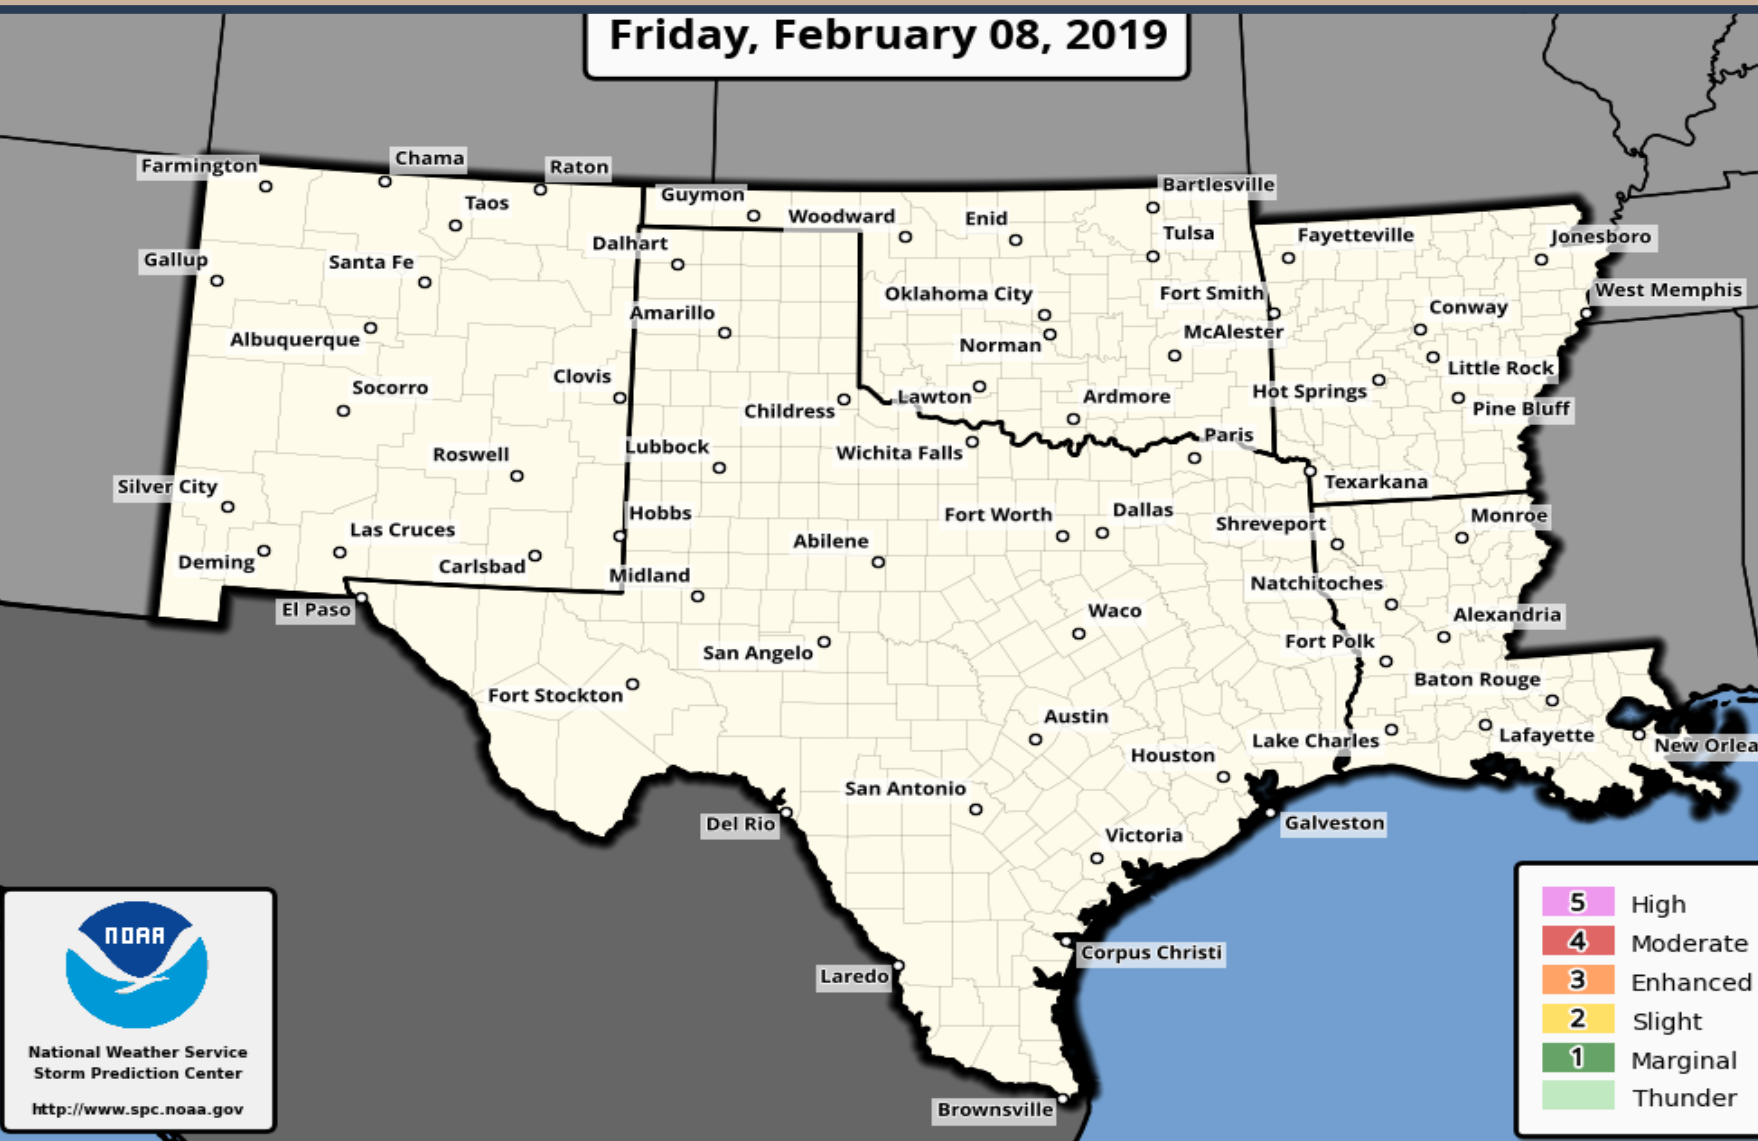 Friday, February 08, 2019
Farmington
Chama
Raton
Guymon
Bartlesville
Taos
Woodward
Enid
Tulsa
Fayetteville
Jonesboro
Gallup
Santa Fe
Dalhart
Oklahoma City
Fort Smith
West Memphis
Albuquerque
Amarillo
Norman
McAlester
Conway
Socorro
Clovis
Childress
Lawton
Ardmore
Hot Springs
Little Rock
Pine Bluff
Roswell
Lubbock
Wichita Falls
Paris
Texarkana
Silver City
Las Cruces
Hobbs
Abilene
Fort Worth
Dallas
Shreveport
Monroe
Deming
Carlsbad
Midland
Natchitoches
El Paso
Waco
Alexandria
San Angelo
Fort Polk
Fort Stockton
Baton Rouge
Austin
Lake Charles
Lafayette
New Orlea
Houston
San Antonio
Del Rio
Victoria
Galveston
Corpus Christi
Laredo
Brownsville
NOAA
National Weather Service
Storm Prediction Center
http://www.spc.noaa.gov
5 High
4 Moderate
3 Enhanced
2 Slight
1 Marginal
Thunder